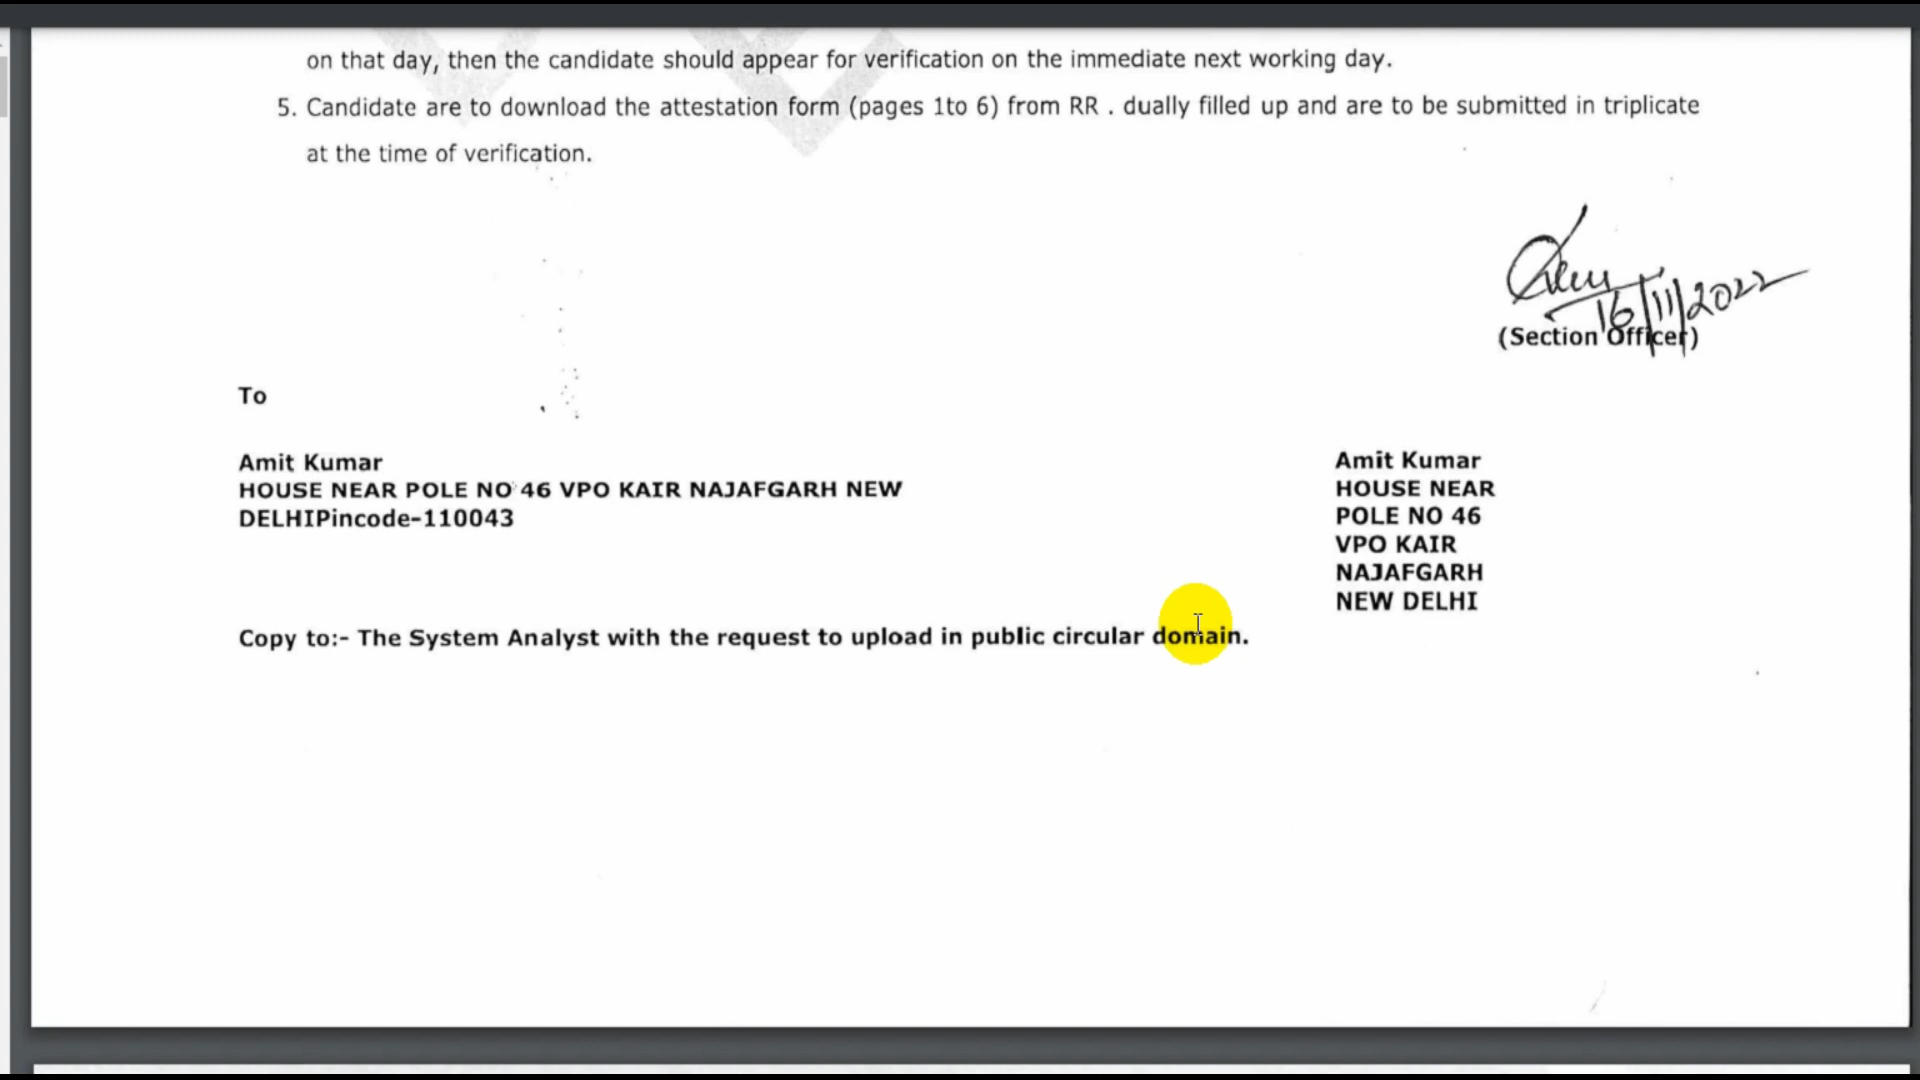 on that day, then the candidate should appear for verification on the immediate next working day.
5. Candidate are to download the attestation form (pages 1to 6) from RR . dually filled up and are to be submitted in triplicate
at the time of verification.
16/11/2022
(Section Officer)
To
Amit Kumar
HOUSE NEAR POLE NO 46 VPO KAIR NAJAFGARH NEW
DELHIPincode-110043
Amit Kumar
HOUSE NEAR
POLE NO 46
VPO KAIR
NAJAFGARH
NEW DELHI
Copy to:- The System Analyst with the request to upload in public circular domain.